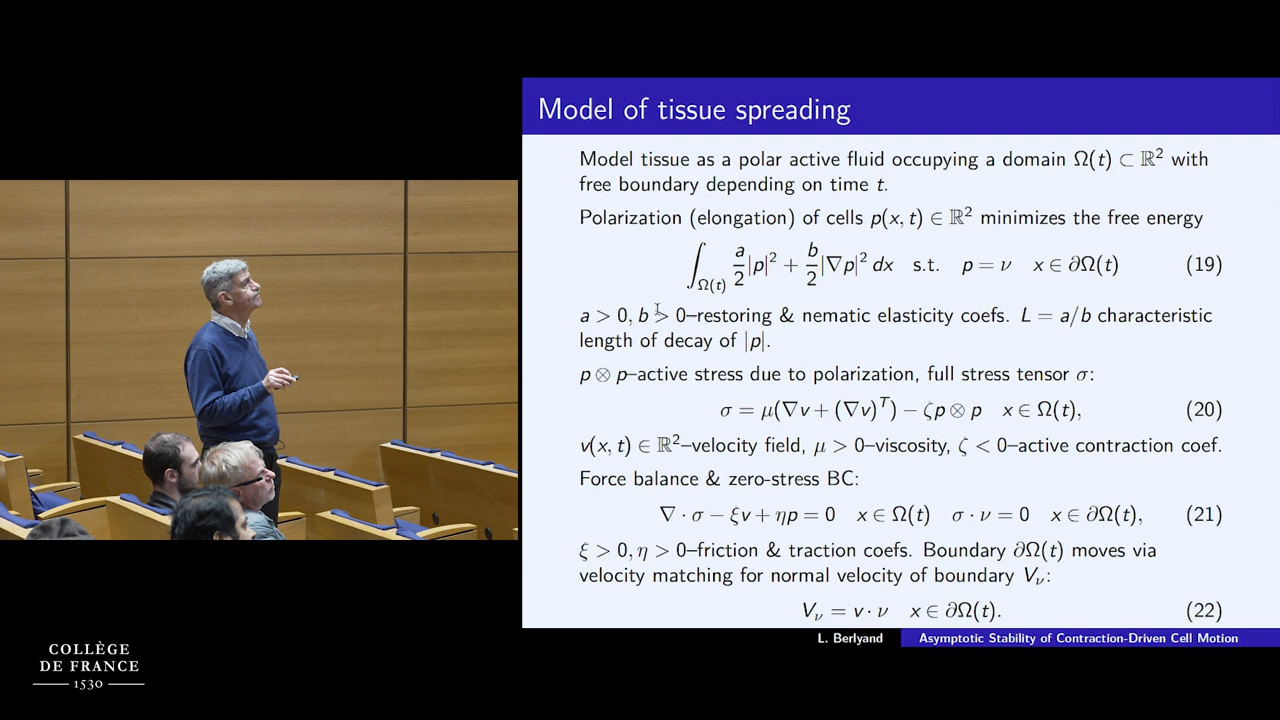 Model of tissue spreading
Model tissue as a polar active fluid occupying a domain Ω(t) ⊂ ℝ² with
free boundary depending on time t.
Polarization (elongation) of cells p(x, t) ∈ ℝ² minimizes the free energy
∫_Ω(t) a/2 |p|² + b/2 |∇p|² dx s.t. p = ν x ∈ ∂Ω(t) (19)
a > 0, b > 0–restoring & nematic elasticity coefs. L = a/b characteristic
length of decay of |p|.
p ⊗ p–active stress due to polarization, full stress tensor σ:
σ = μ(∇v + (∇v)ᵀ) − ζp ⊗ p x ∈ Ω(t), (20)
v(x, t) ∈ ℝ²–velocity field, μ > 0–viscosity, ζ < 0–active contraction coef.
Force balance & zero-stress BC:
∇ · σ − ξv + ηp = 0 x ∈ Ω(t) σ · ν = 0 x ∈ ∂Ω(t), (21)
ξ > 0, η > 0–friction & traction coefs. Boundary ∂Ω(t) moves via
velocity matching for normal velocity of boundary V_ν:
V_ν = v · ν x ∈ ∂Ω(t). (22)
L. Berlyand Asymptotic Stability of Contraction-Driven Cell Motion
COLLÈGE
DE FRANCE
1530